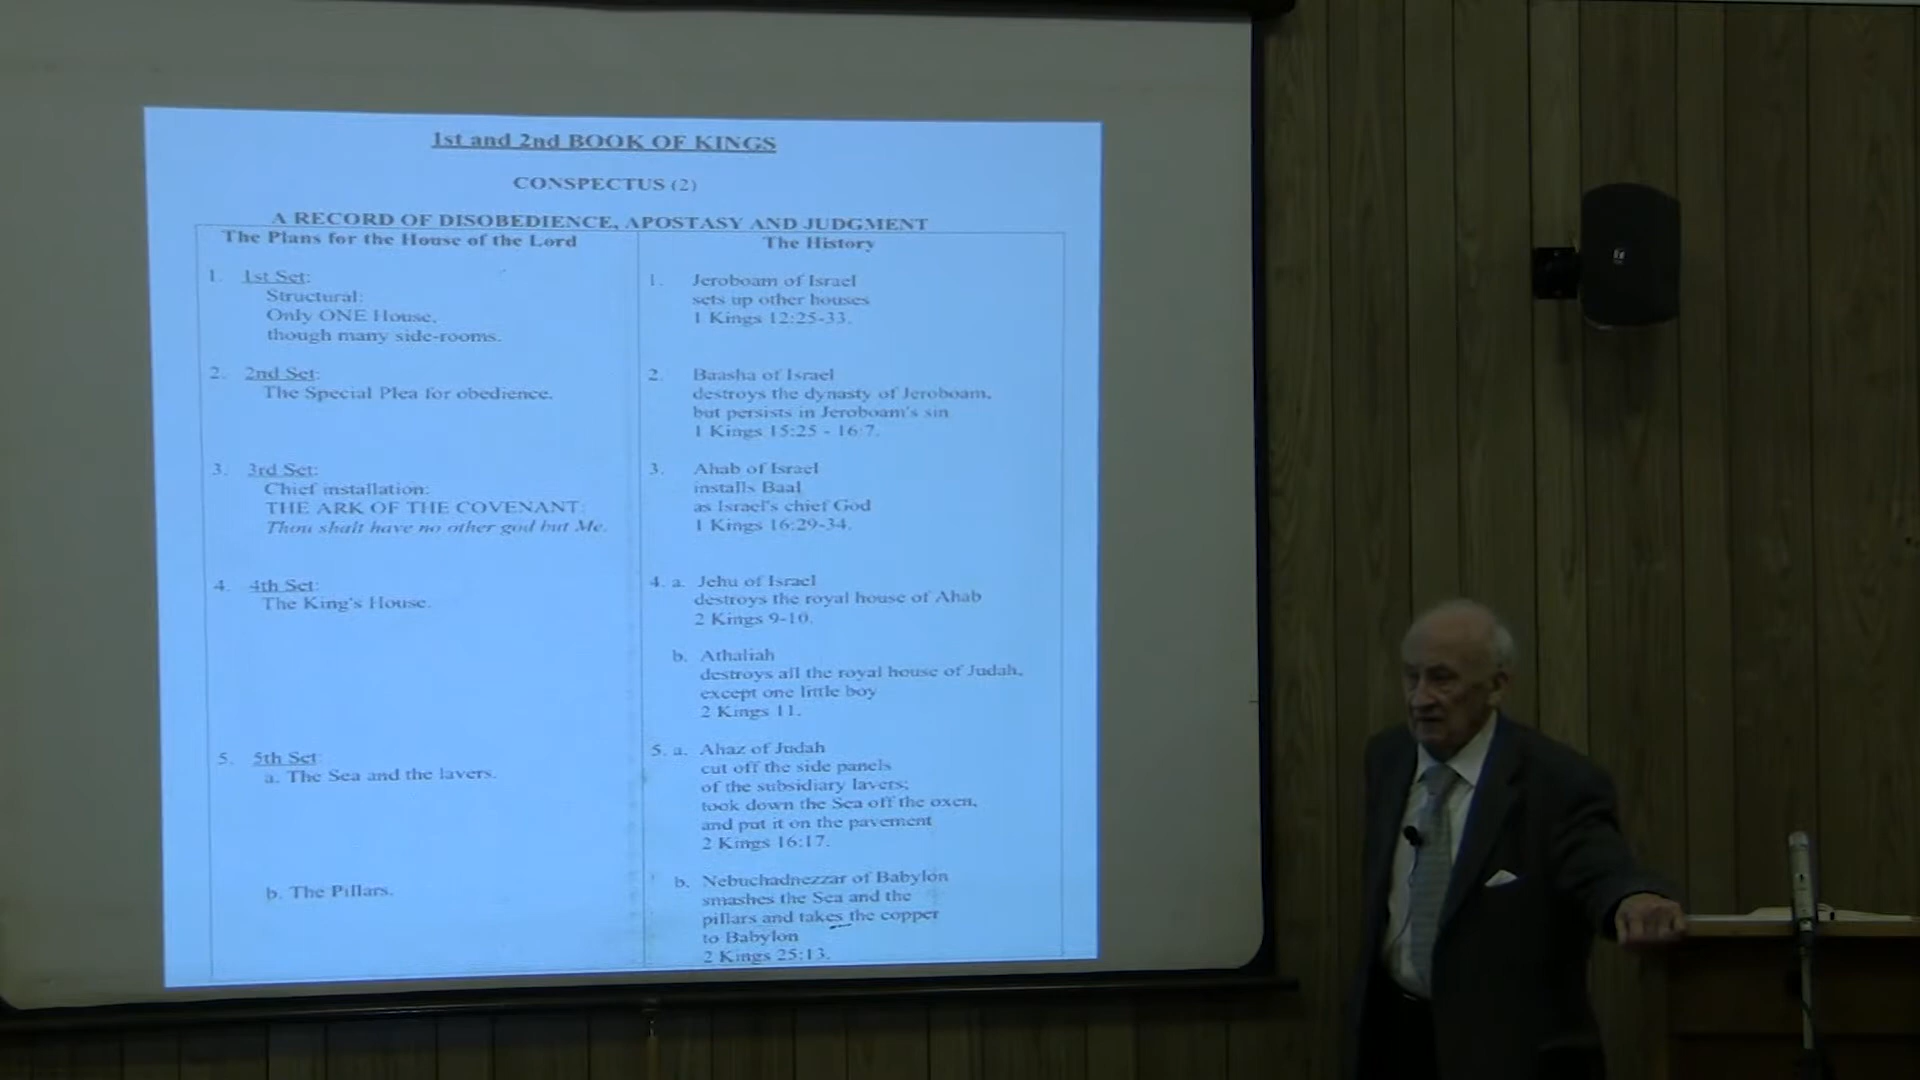 1st and 2nd BOOK OF KINGS
CONSPECTUS (2)
A RECORD OF DISOBEDIENCE, APOSTASY AND JUDGMENT
The Plans for the House of the Lord
1. 1st Set:
Structural:
Only ONE House,
though many side-rooms.
2. 2nd Set:
The Special Plea for obedience.
3. 3rd Set:
Chief installation:
THE ARK OF THE COVENANT:
Thou shalt have no other god but Me.
4. 4th Set:
The King's House.
5. 5th Set:
a. The Sea and the lavers.
b. The Pillars.
The History
1. Jeroboam of Israel
sets up other houses
1 Kings 12:25-33.
2. Baasha of Israel
destroys the dynasty of Jeroboam,
but persists in Jeroboam's sin
1 Kings 15:25 - 16:7.
3. Ahab of Israel
installs Baal
as Israel's chief God
1 Kings 16:29-34.
4. a. Jehu of Israel
destroys the royal house of Ahab
2 Kings 9-10.
b. Athaliah
destroys all the royal house of Judah,
except one little boy
2 Kings 11.
5. a. Ahaz of Judah
cut off the side panels
of the subsidiary lavers;
took down the Sea off the oxen,
and put it on the pavement
2 Kings 16:17.
b. Nebuchadnezzar of Babylon
smashes the Sea and the
pillars and takes the copper
to Babylon
2 Kings 25:13.